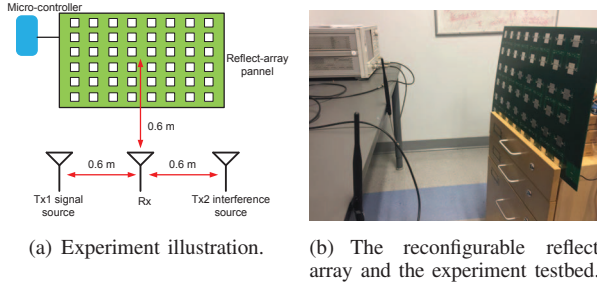 Micro-controller
Reflect-array
pannel
0.6 m
0.6 m
0.6 m
Tx1 signal
source
Rx
Tx2 interference
source
(a) Experiment illustration.
(b) The reconfigurable reflect
array and the experiment testbed.